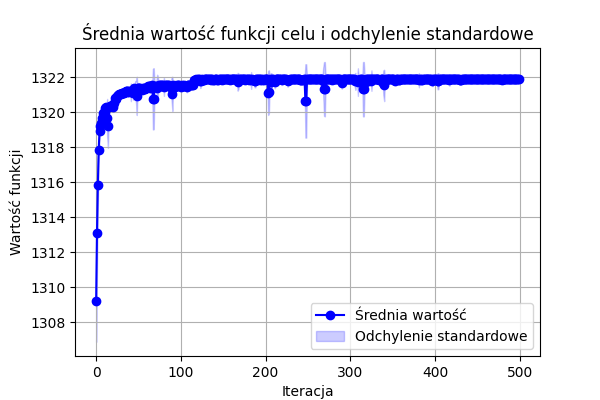 Średnia wartość funkcji celu i odchylenie standardowe
Wartość funkcji
1322
1320
1318
1316
1314
1312
1310
1308
0 100 200 300 400 500
Iteracja
Średnia wartość
Odchylenie standardowe